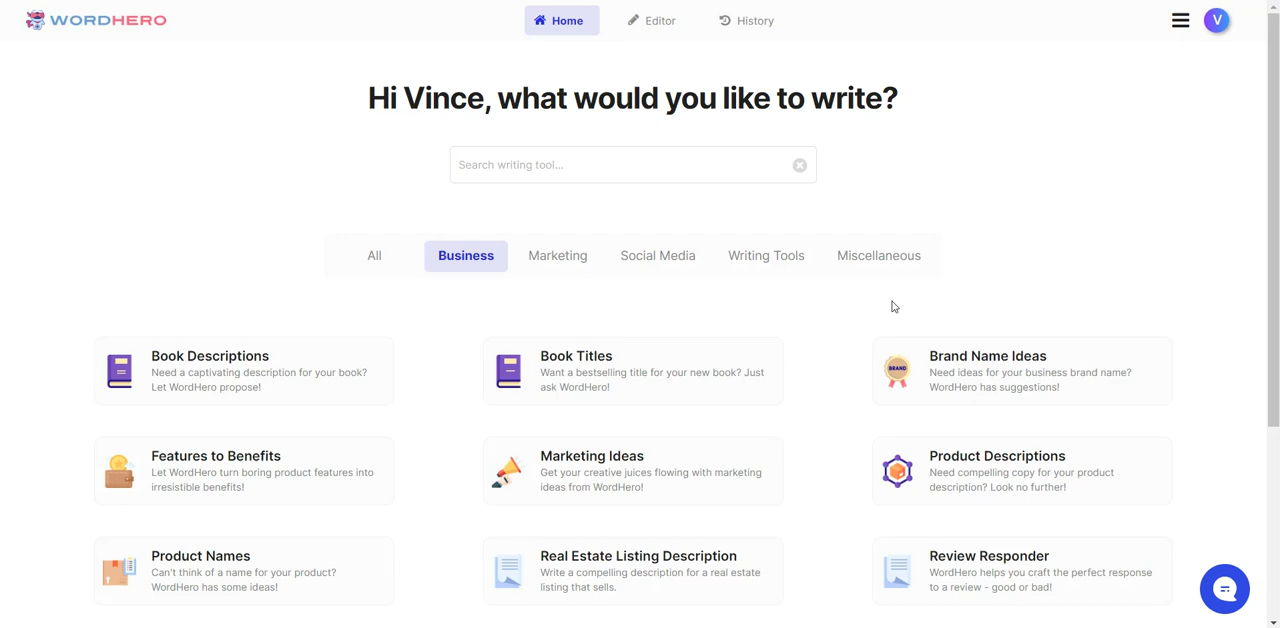 WORDHERO
Home
Editor
History
V
Hi Vince, what would you like to write?
Search writing tool...
All
Business
Marketing
Social Media
Writing Tools
Miscellaneous
Book Descriptions
Need a captivating description for your book?
Let WordHero propose!
Book Titles
Want a bestselling title for your new book? Just
ask WordHero!
BRAND
Brand Name Ideas
Need ideas for your business brand name?
WordHero has suggestions!
Features to Benefits
Let WordHero turn boring product features into
irresistible benefits!
Marketing Ideas
Get your creative juices flowing with marketing
ideas from WordHero!
Product Descriptions
Need compelling copy for your product
description? Look no further!
Product Names
Can't think of a name for your product?
WordHero has some ideas!
Real Estate Listing Description
Write a compelling description for a real estate
listing that sells.
Review Responder
WordHero helps you craft the perfect response
to a review - good or bad!